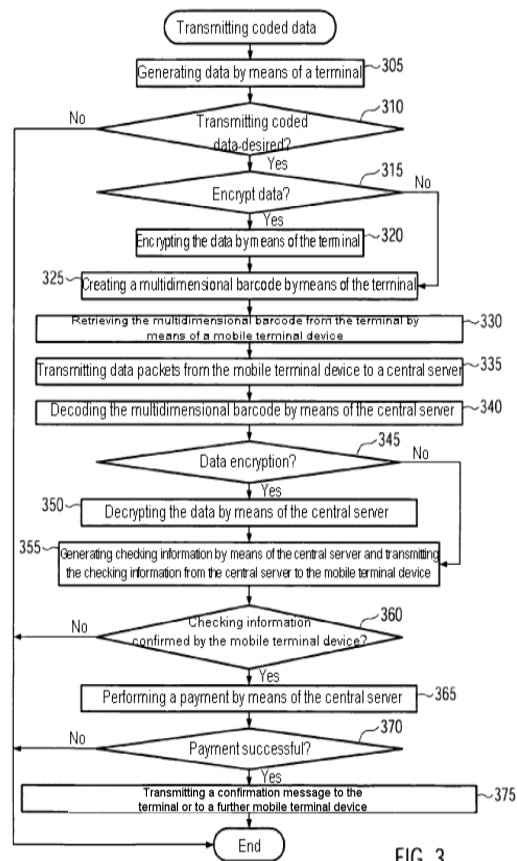 Transmitting coded data
Generating data by means of a terminal
305
310
No
Transmitting coded
data desired?
Yes
315
Encrypt data?
No
Yes
Encrypting the data by means of the terminal
320
325
Creating a multidimensional barcode by means of the terminal
Retrieving the multidimensional barcode from the terminal by
means of a mobile terminal device
330
Transmitting data packets from the mobile terminal device to a central server
335
Decoding the multidimensional barcode by means of the central server
340
345
Data encryption?
No
Yes
350
Decrypting the data by means of the central server
355
Generating checking information by means of the central server and transmitting
the checking information from the central server to the mobile terminal device
360
Checking information
confirmed by the mobile terminal device?
No
Yes
Performing a payment by means of the central server
365
370
No
Payment successful?
Yes
Transmitting a confirmation message to the
terminal or to a further mobile terminal device
375
End
FIG. 3